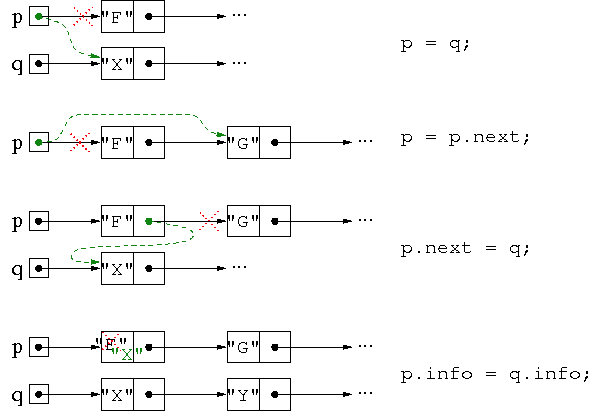 p "F" ...
q "X" ...
p = q;
p "F" "G" ...
p = p.next;
p "F" "G" ...
q "X" ...
p.next = q;
p "F" "X" "G" ...
q "X" "Y" ...
p.info = q.info;